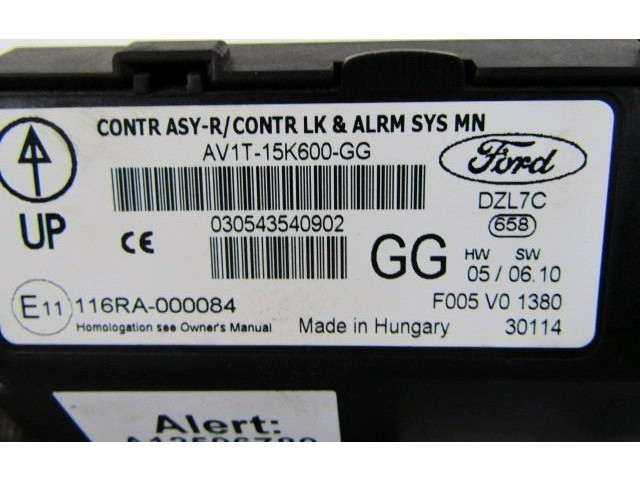 CONTR ASY-R/CONTR LK & ALRM SYS MN
AV1T-15K600-GG
Ford
UP
CE
030543540902
GG
DZL7C
658
HW SW
05 / 06.10
E11 116RA-000084
F005 V0 1380
Homologation see Owner's Manual
Made in Hungary
30114
Alert: